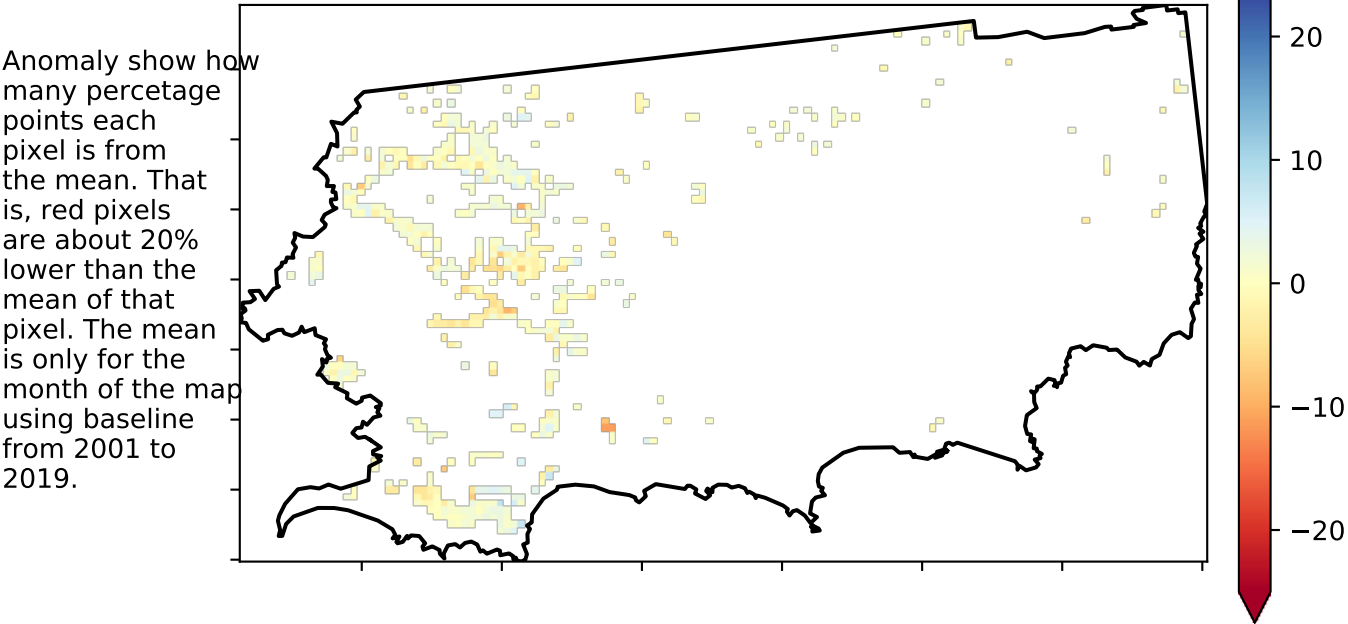 Anomaly show how
many percetage
points each
pixel is from
the mean. That
is, red pixels
are about 20%
lower than the
mean of that
pixel. The mean
is only for the
month of the map
using baseline
from 2001 to
2019.
20
10
0
−10
−20